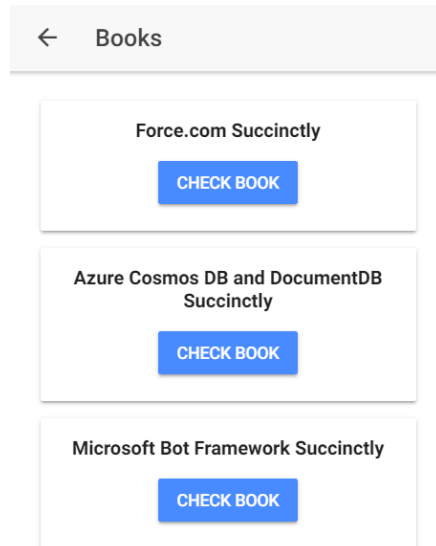 Books
Force.com Succinctly
CHECK BOOK
Azure Cosmos DB and DocumentDB
Succinctly
CHECK BOOK
Microsoft Bot Framework Succinctly
CHECK BOOK